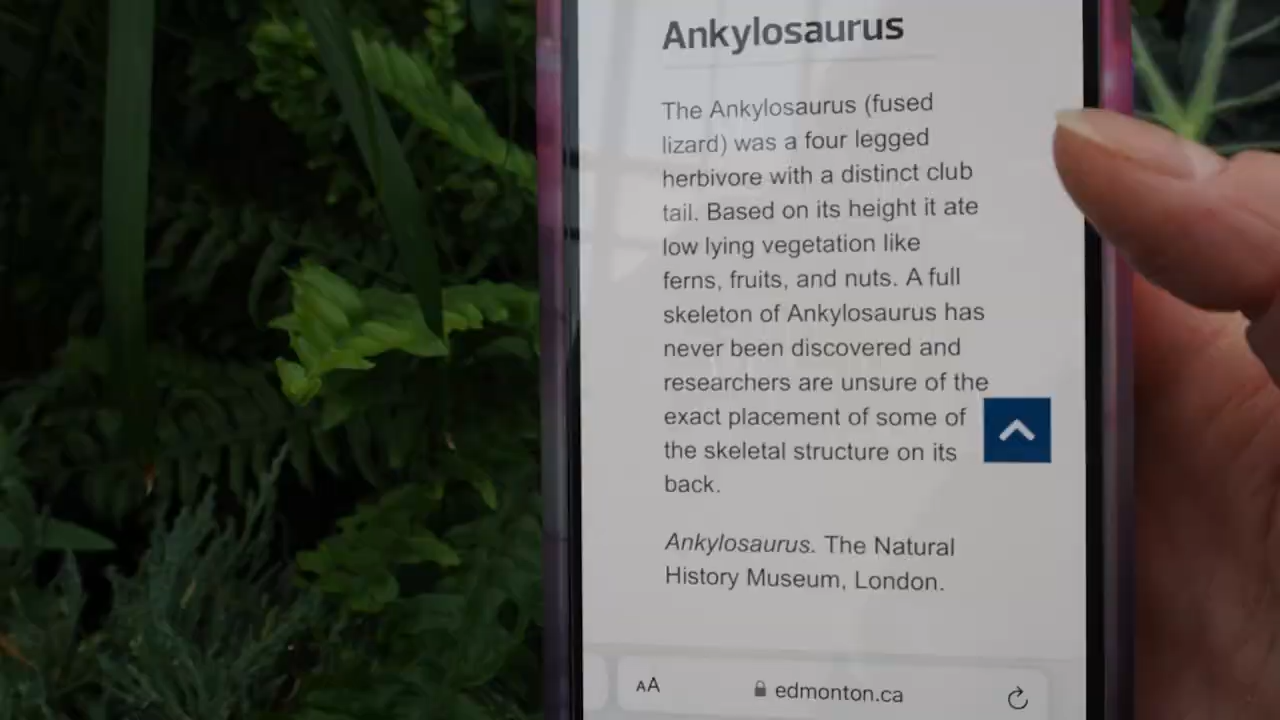 Ankylosaurus
The Ankylosaurus (fused
lizard) was a four legged
herbivore with a distinct club
tail. Based on its height it ate
low lying vegetation like
ferns, fruits, and nuts. A full
skeleton of Ankylosaurus has
never been discovered and
researchers are unsure of the
exact placement of some of
the skeletal structure on its
back.
Ankylosaurus. The Natural
History Museum, London.
AA edmonton.ca